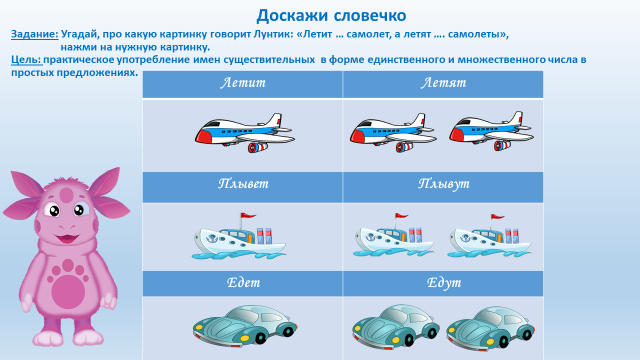 Доскажи словечко
Задание: Угадай, про какую картинку говорит Лунтик: «Летит … самолет, а летят …. самолеты»,
нажми на нужную картинку.
Цель: практическое употребление имен существительных в форме единственного и множественного числа в
простых предложениях.
Летит Летят
Плывет Плывут
Едет Едут